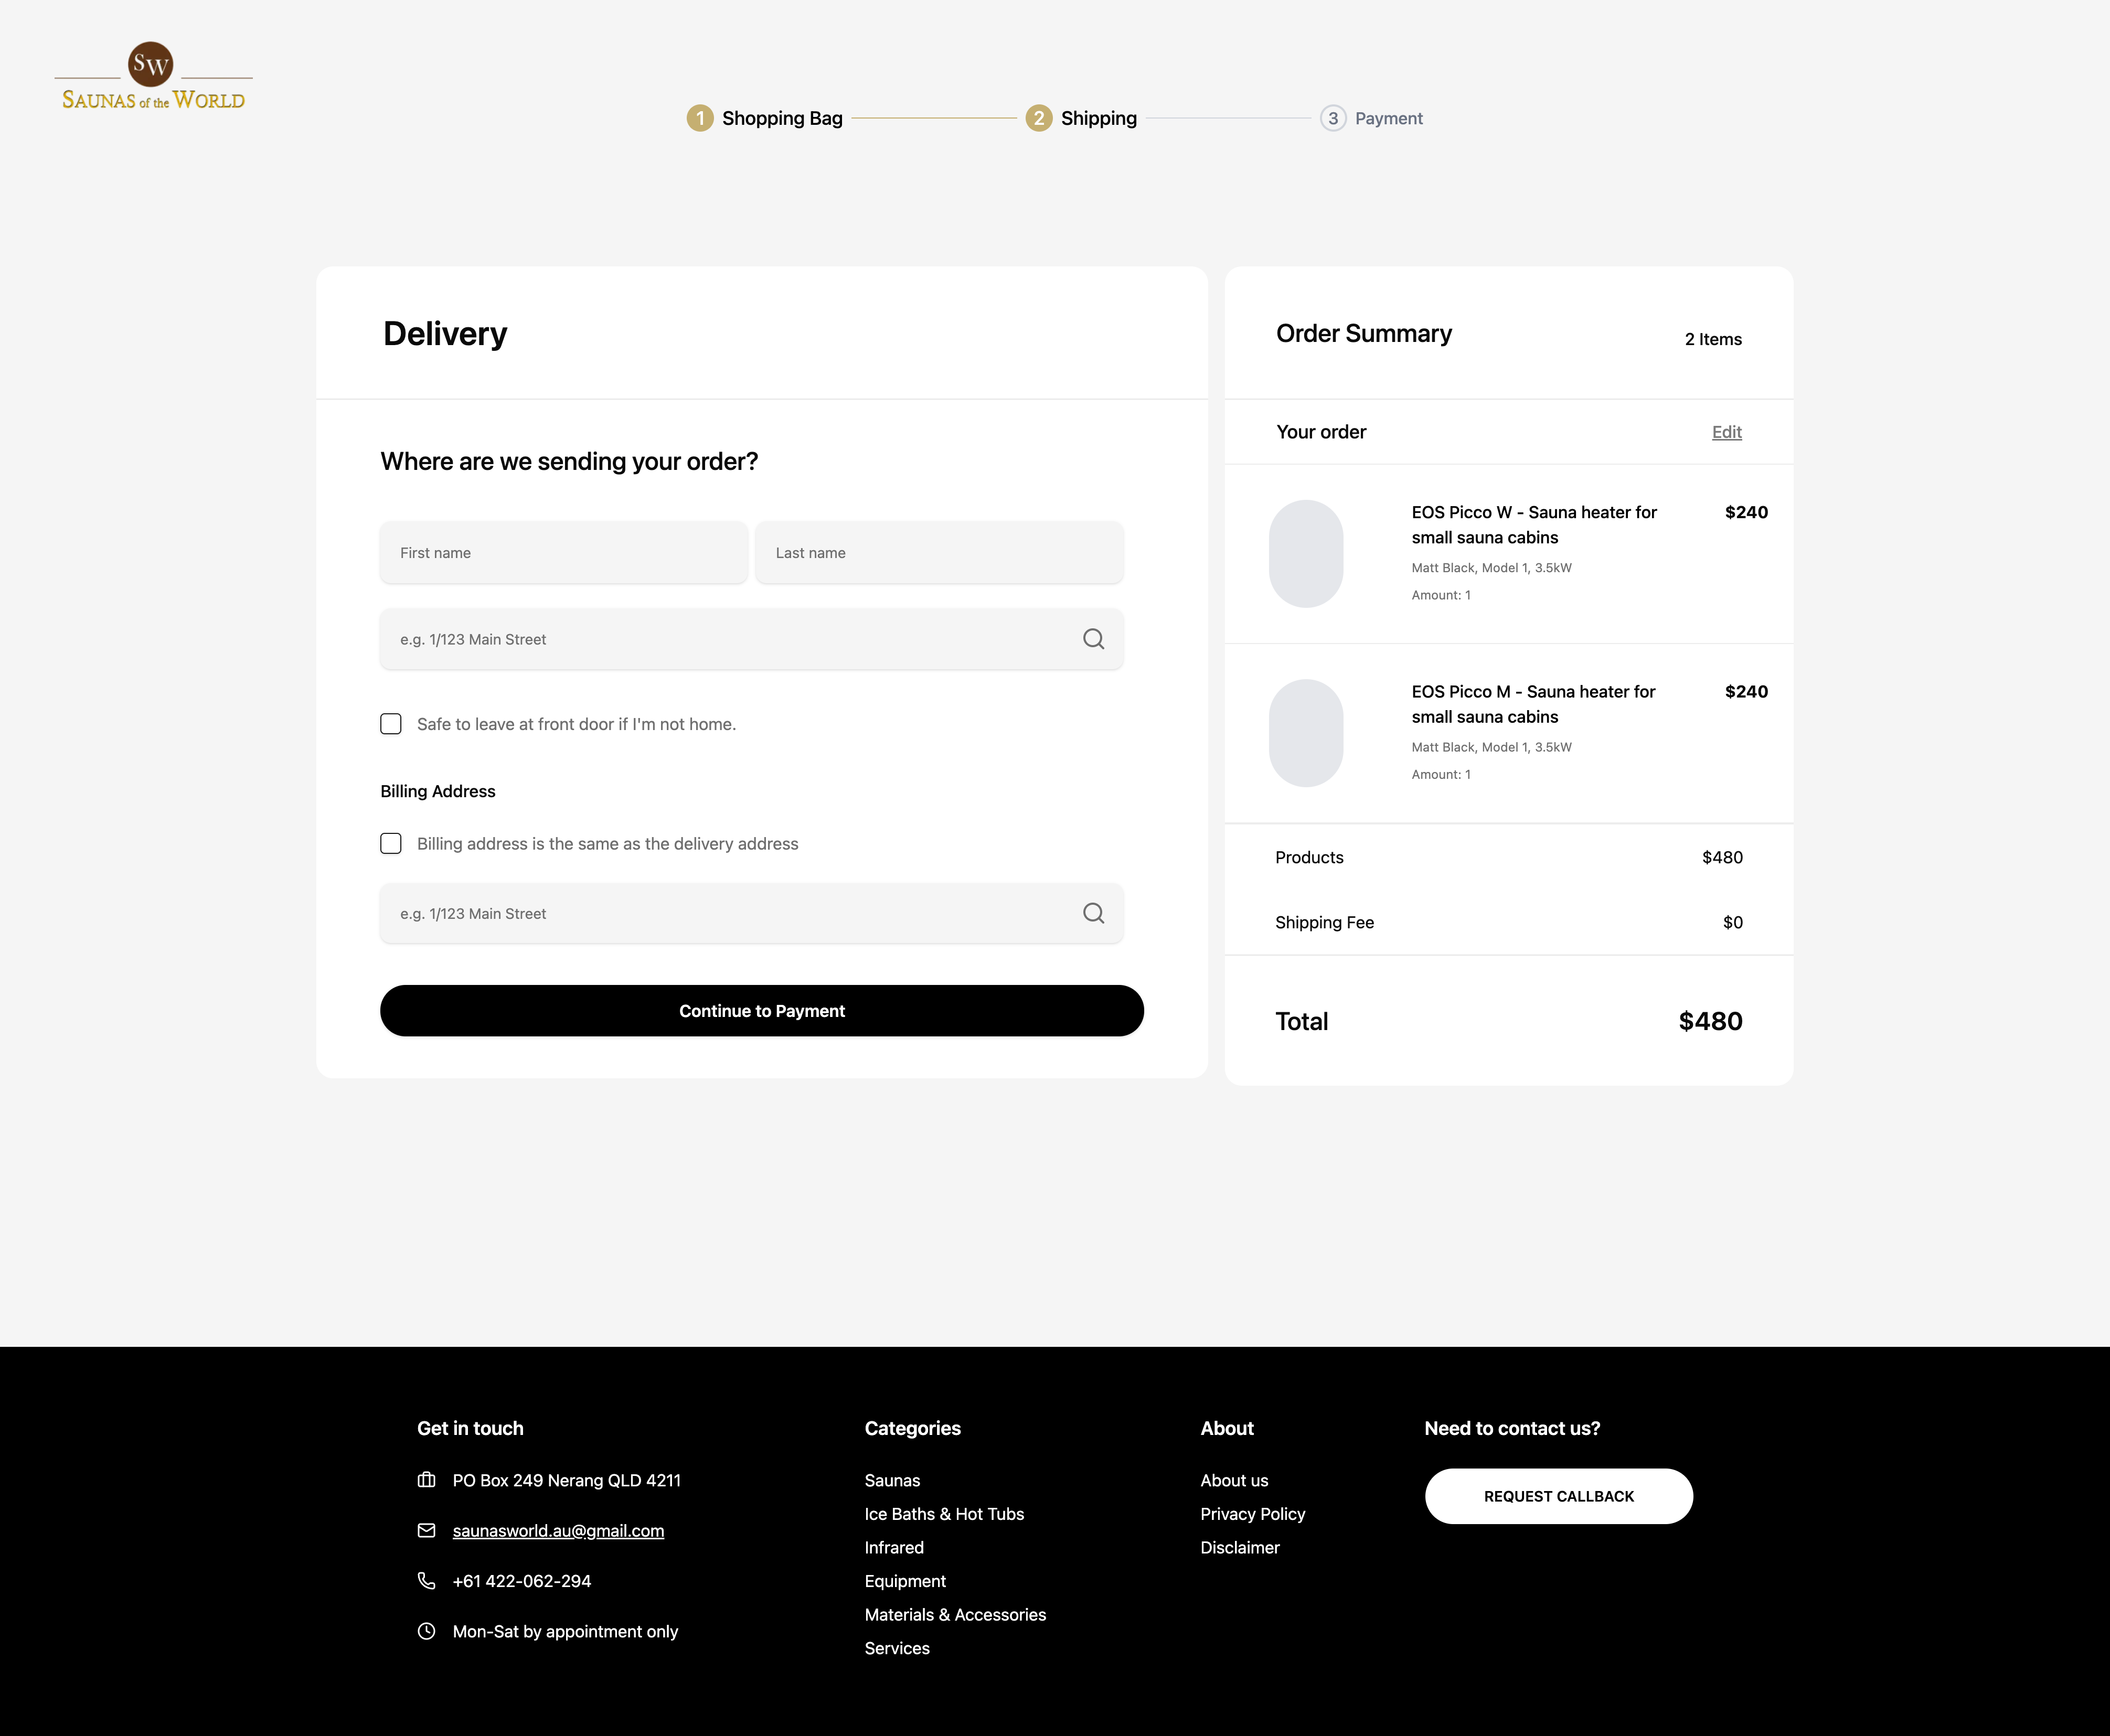 SW
SAUNAS of the WORLD
1 Shopping Bag
2 Shipping
3 Payment
Delivery
Where are we sending your order?
First name
Last name
e.g. 1/123 Main Street
Safe to leave at front door if I'm not home.
Billing Address
Billing address is the same as the delivery address
e.g. 1/123 Main Street
Continue to Payment
Order Summary
2 Items
Your order
Edit
EOS Picco W - Sauna heater for
small sauna cabins
$240
Matt Black, Model 1, 3.5kW
Amount: 1
EOS Picco M - Sauna heater for
small sauna cabins
$240
Matt Black, Model 1, 3.5kW
Amount: 1
Products
$480
Shipping Fee
$0
Total
$480
Get in touch
PO Box 249 Nerang QLD 4211
saunasworld.au@gmail.com
+61 422-062-294
Mon-Sat by appointment only
Categories
Saunas
Ice Baths & Hot Tubs
Infrared
Equipment
Materials & Accessories
Services
About
About us
Privacy Policy
Disclaimer
Need to contact us?
REQUEST CALLBACK